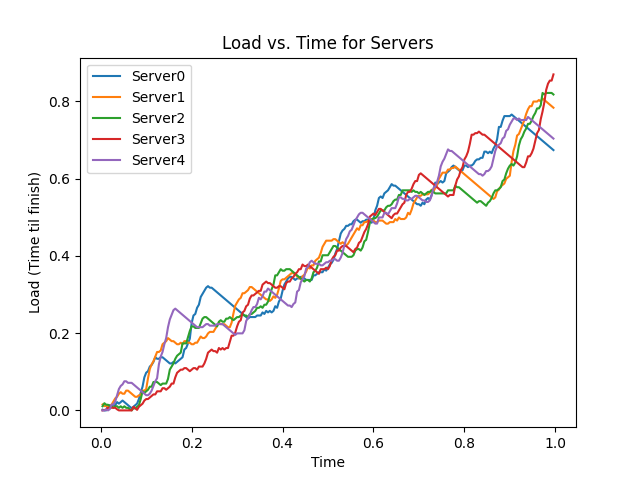 Load vs. Time for Servers
Server0
Server1
Server2
Server3
Server4
Load (Time til finish)
0.8
0.6
0.4
0.2
0.0
0.0 0.2 0.4 0.6 0.8 1.0
Time